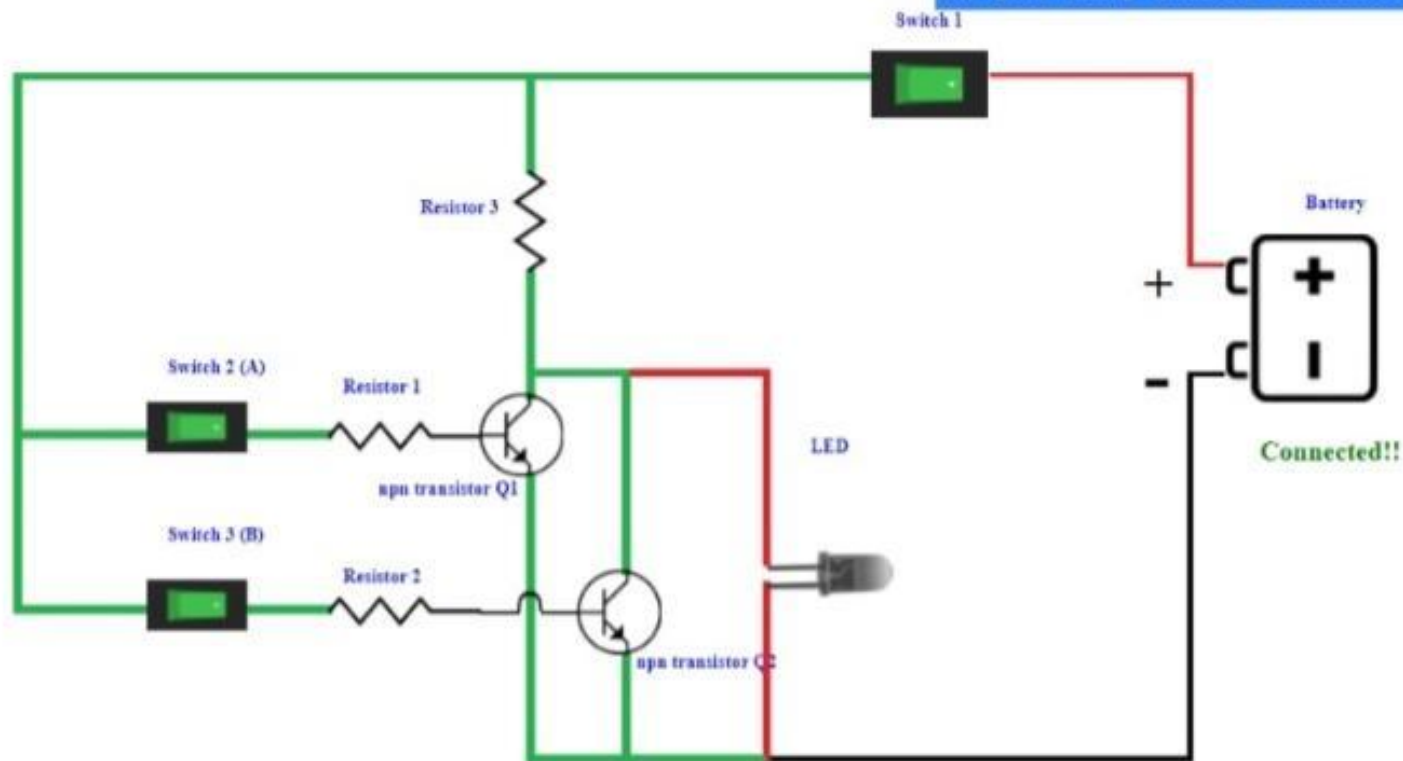 Switch 1
Resistor 3
Battery
+
-
Switch 2 (A)
Resistor 1
LED
Connected!!
npn transistor Q1
Switch 3 (B)
Resistor 2
npn transistor Q2